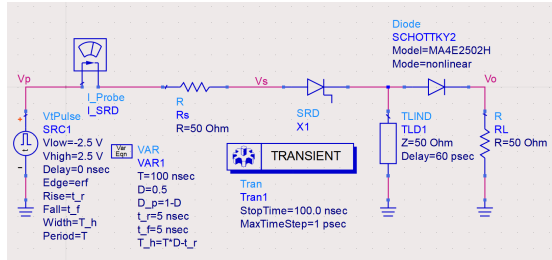 Vp
I_Probe
I_SRD
R
Rs
R=50 Ohm
Vs
SRD
X1
Diode
SCHOTTKY2
Model=MA4E2502H
Mode=nonlinear
Vo
VtPulse
SRC1
Vlow=-2.5 V
Vhigh=2.5 V
Delay=0 nsec
Edge=erf
Rise=t_r
Fall=t_f
Width=T_h
Period=T
Var
Eqn
VAR
VAR1
T=100 nsec
D=0.5
D_p=1-D
t_r=5 nsec
t_f=5 nsec
T_h=T*D-t_r
TRANSIENT
Tran
Tran1
StopTime=100.0 nsec
MaxTimeStep=1 psec
TLIND
TLD1
Z=50 Ohm
Delay=60 psec
R
RL
R=50 Ohm